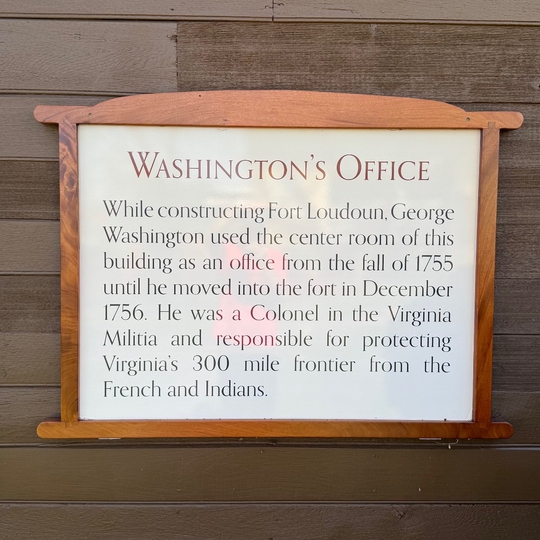 Washington's Office
While constructing Fort Loudoun, George
Washington used the center room of this
building as an office from the fall of 1755
until he moved into the fort in December
1756. He was a Colonel in the Virginia
Militia and responsible for protecting
Virginia's 300 mile frontier from the
French and Indians.